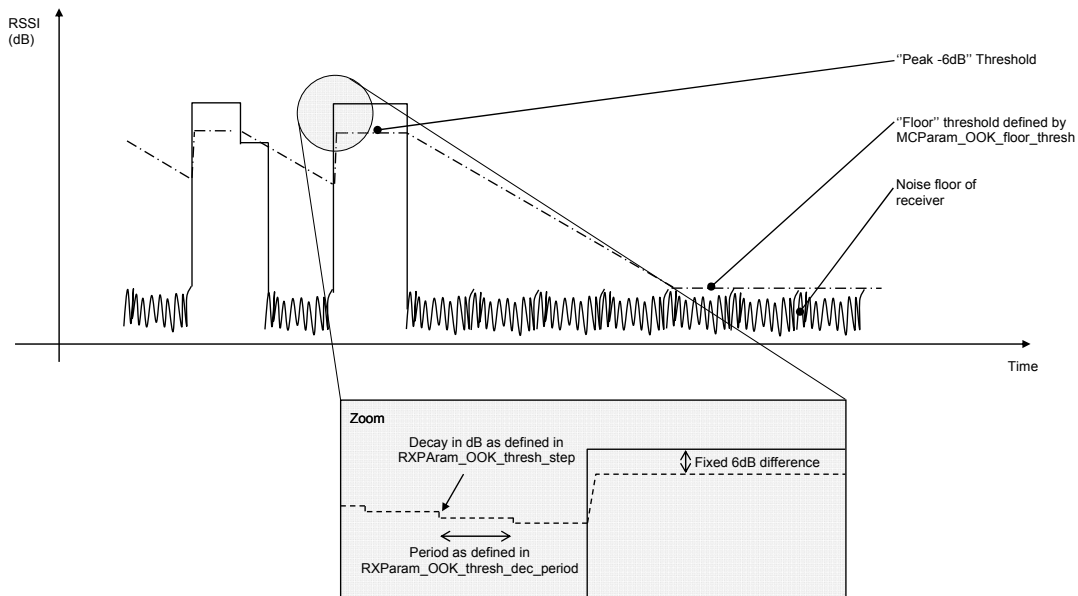 RSSI
(dB)
‘’Peak -6dB’’ Threshold
‘’Floor’’ threshold defined by
MCParam_OOK_floor_thresh
Noise floor of
receiver
Time
Zoom
Decay in dB as defined in
RXPAram_OOK_thresh_step
Fixed 6dB difference
Period as defined in
RXParam_OOK_thresh_dec_period